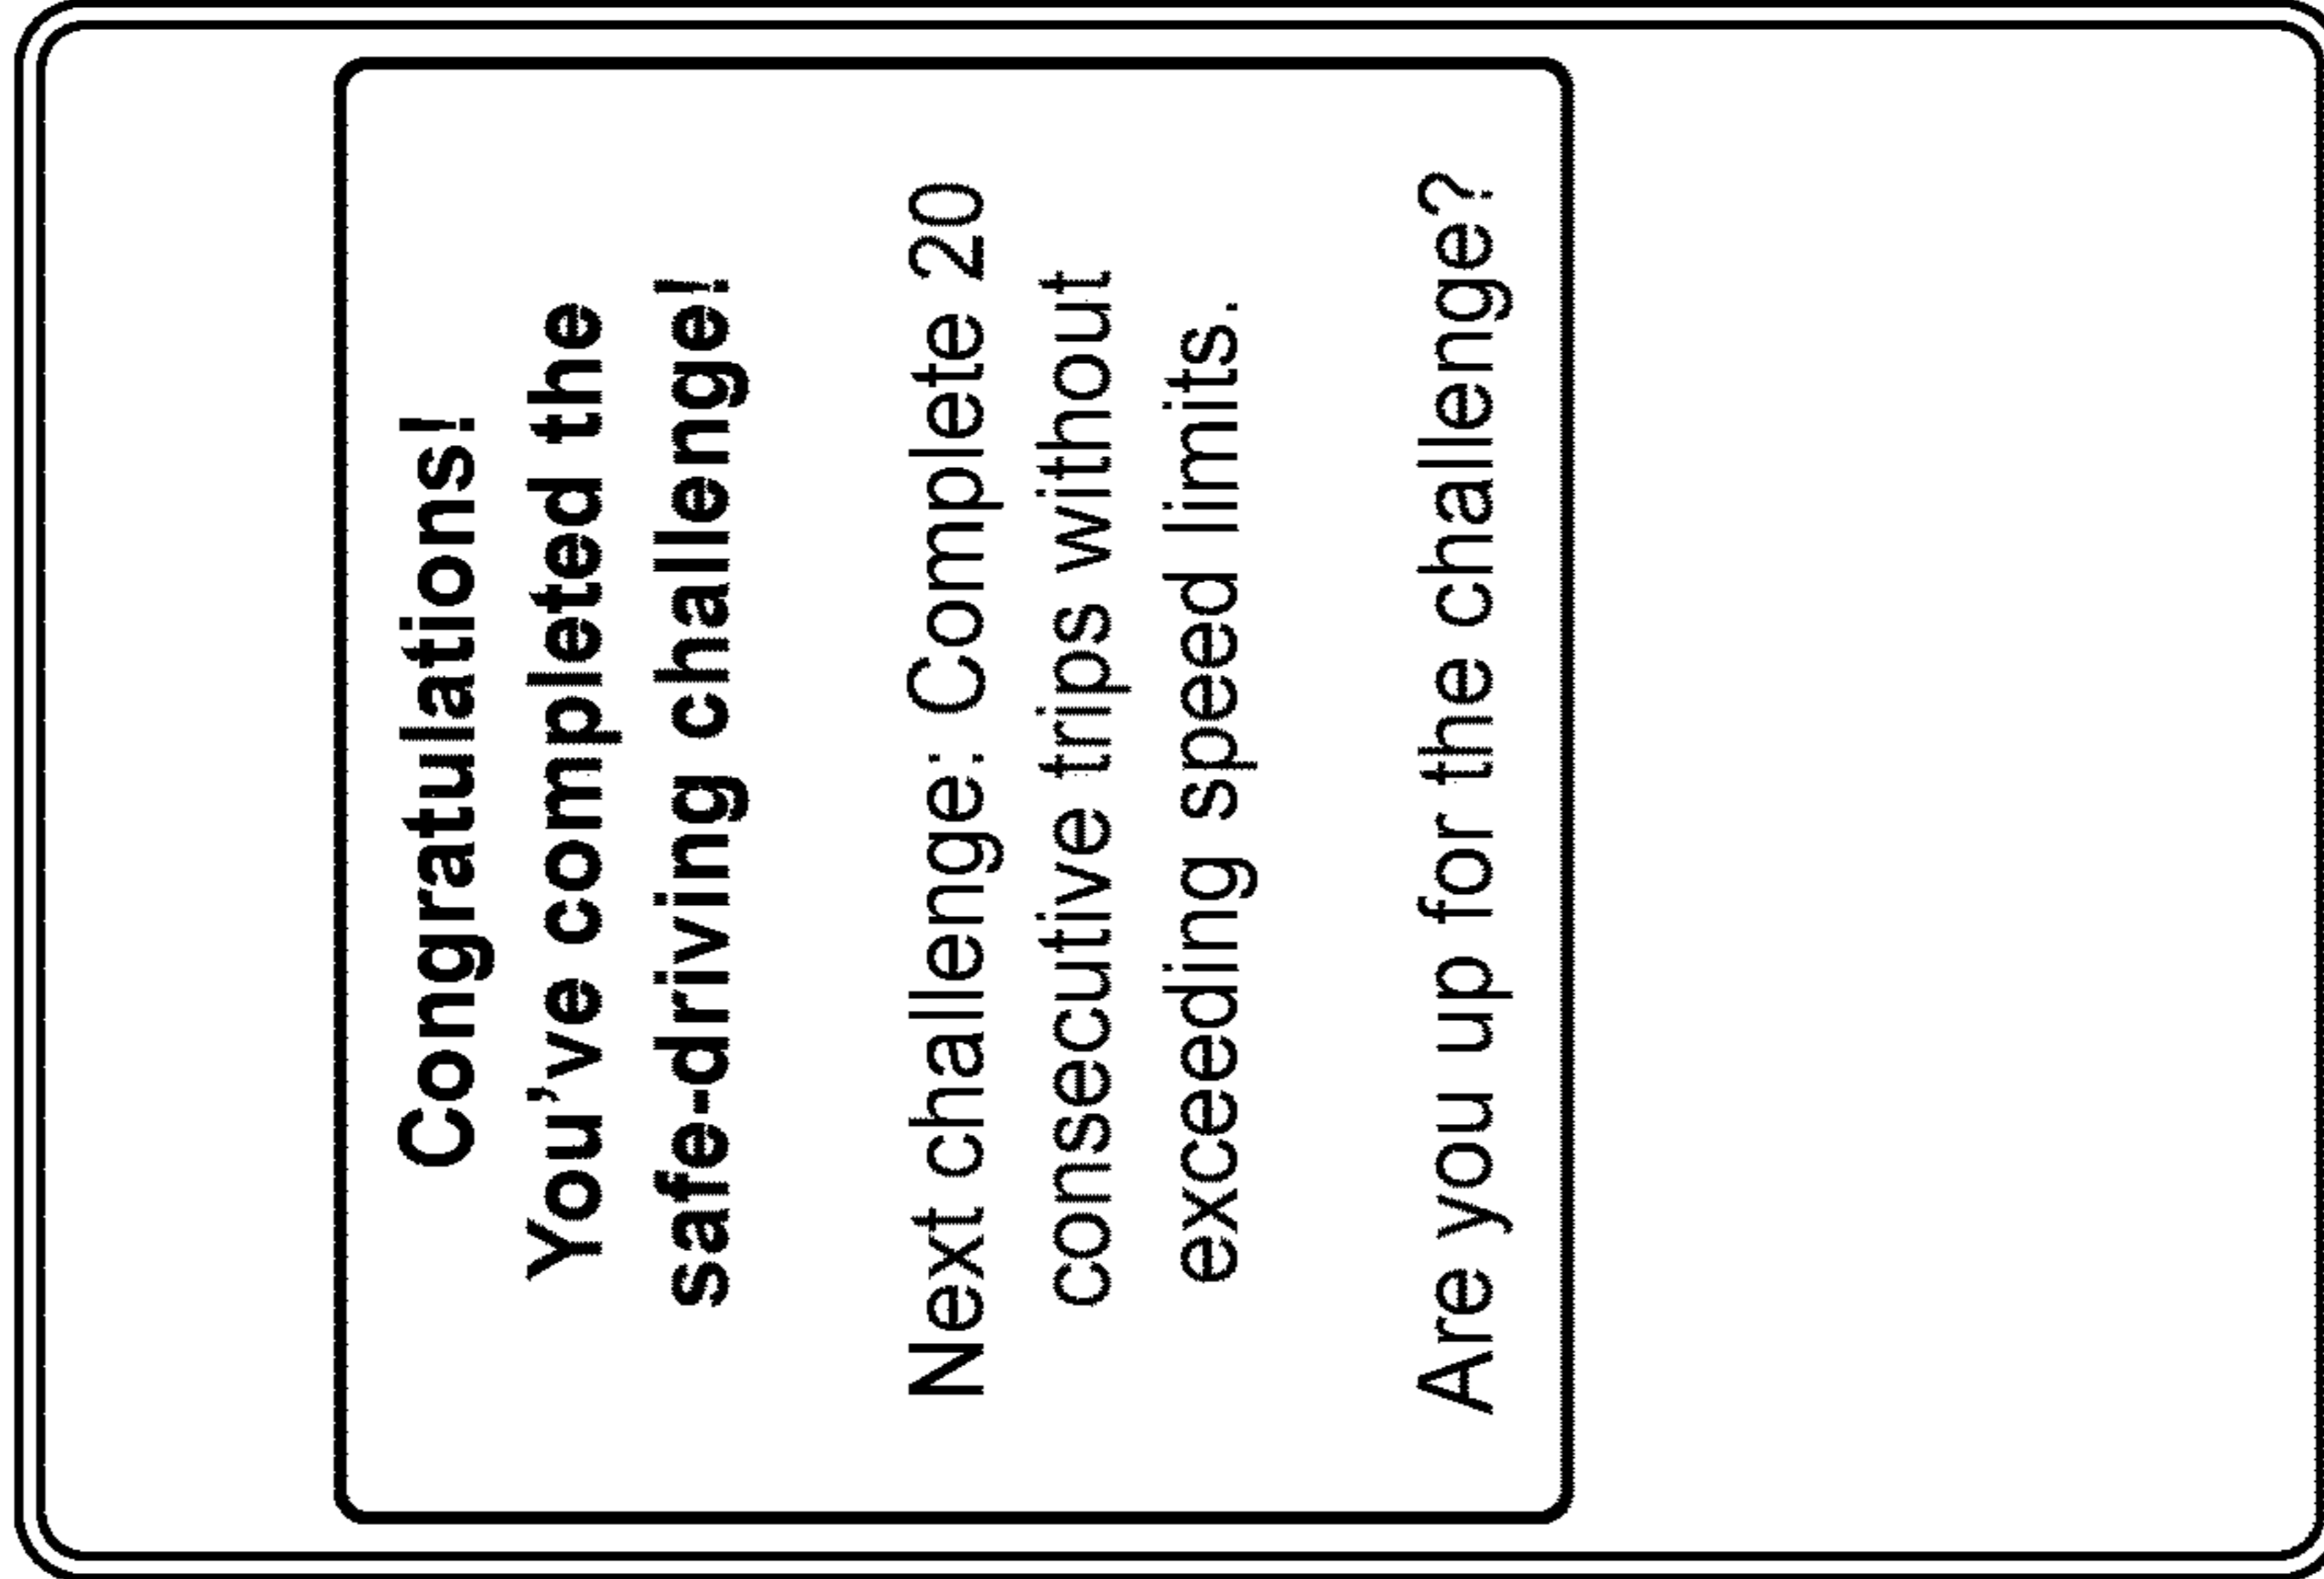 Congratulations!
You've completed the
safe-driving challenge!
Next challenge: Complete 20
consecutive trips without
exceeding speed limits.
Are you up for the challenge?